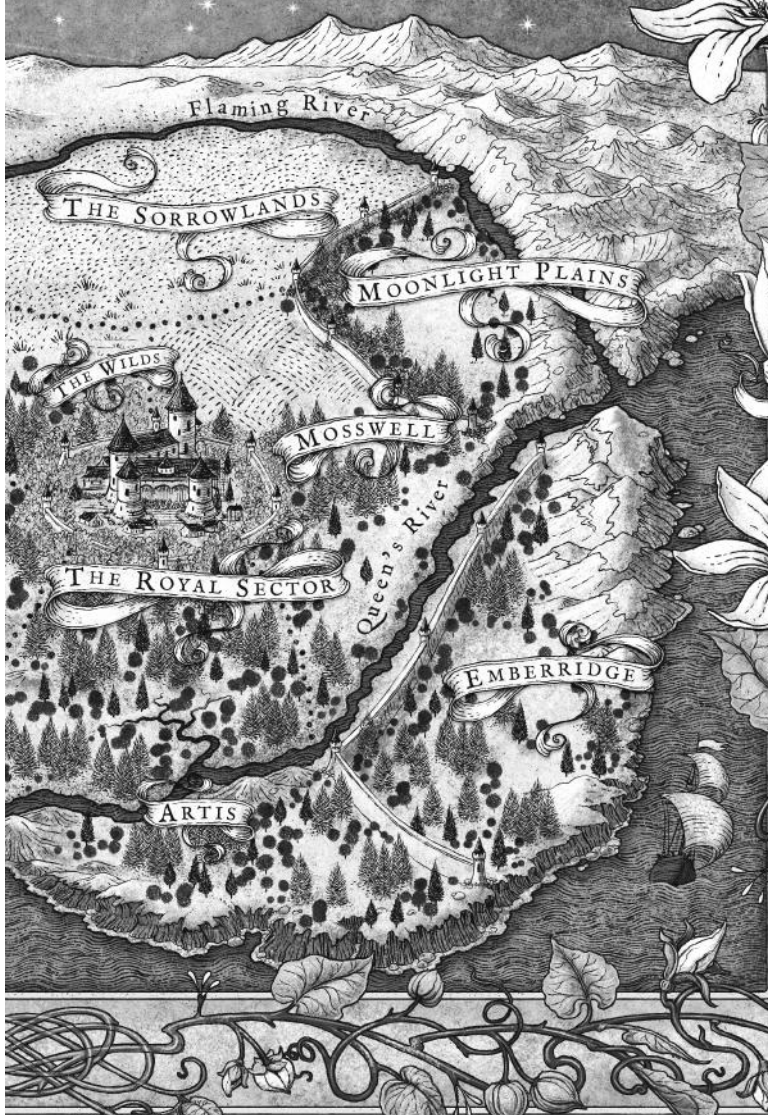 Flaming River
THE SORROWLANDS
MOONLIGHT PLAINS
THE WILDS
MOSSWELL
Queen's River
THE ROYAL SECTOR
EMBERRIDGE
ARTIS